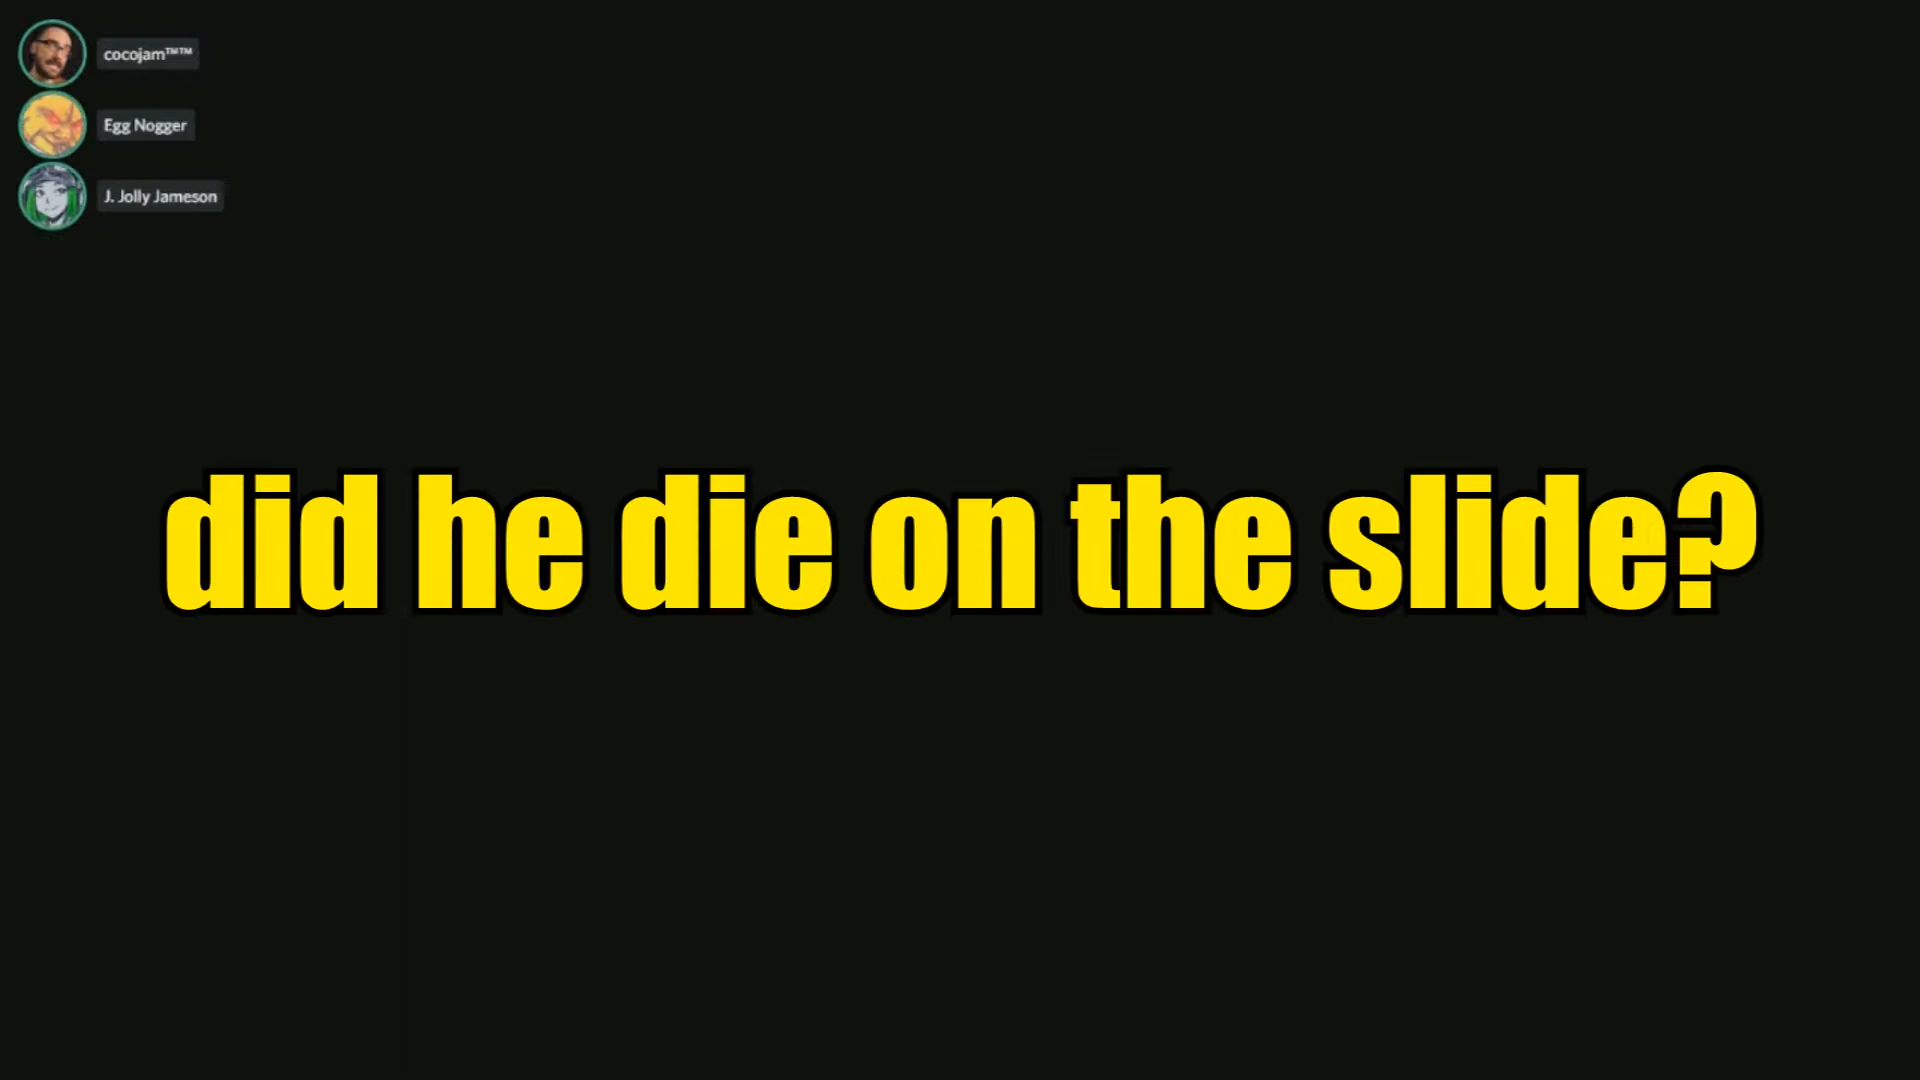 cocojam™™
Egg Nogger
J. Jolly Jameson
did he die on the slide?